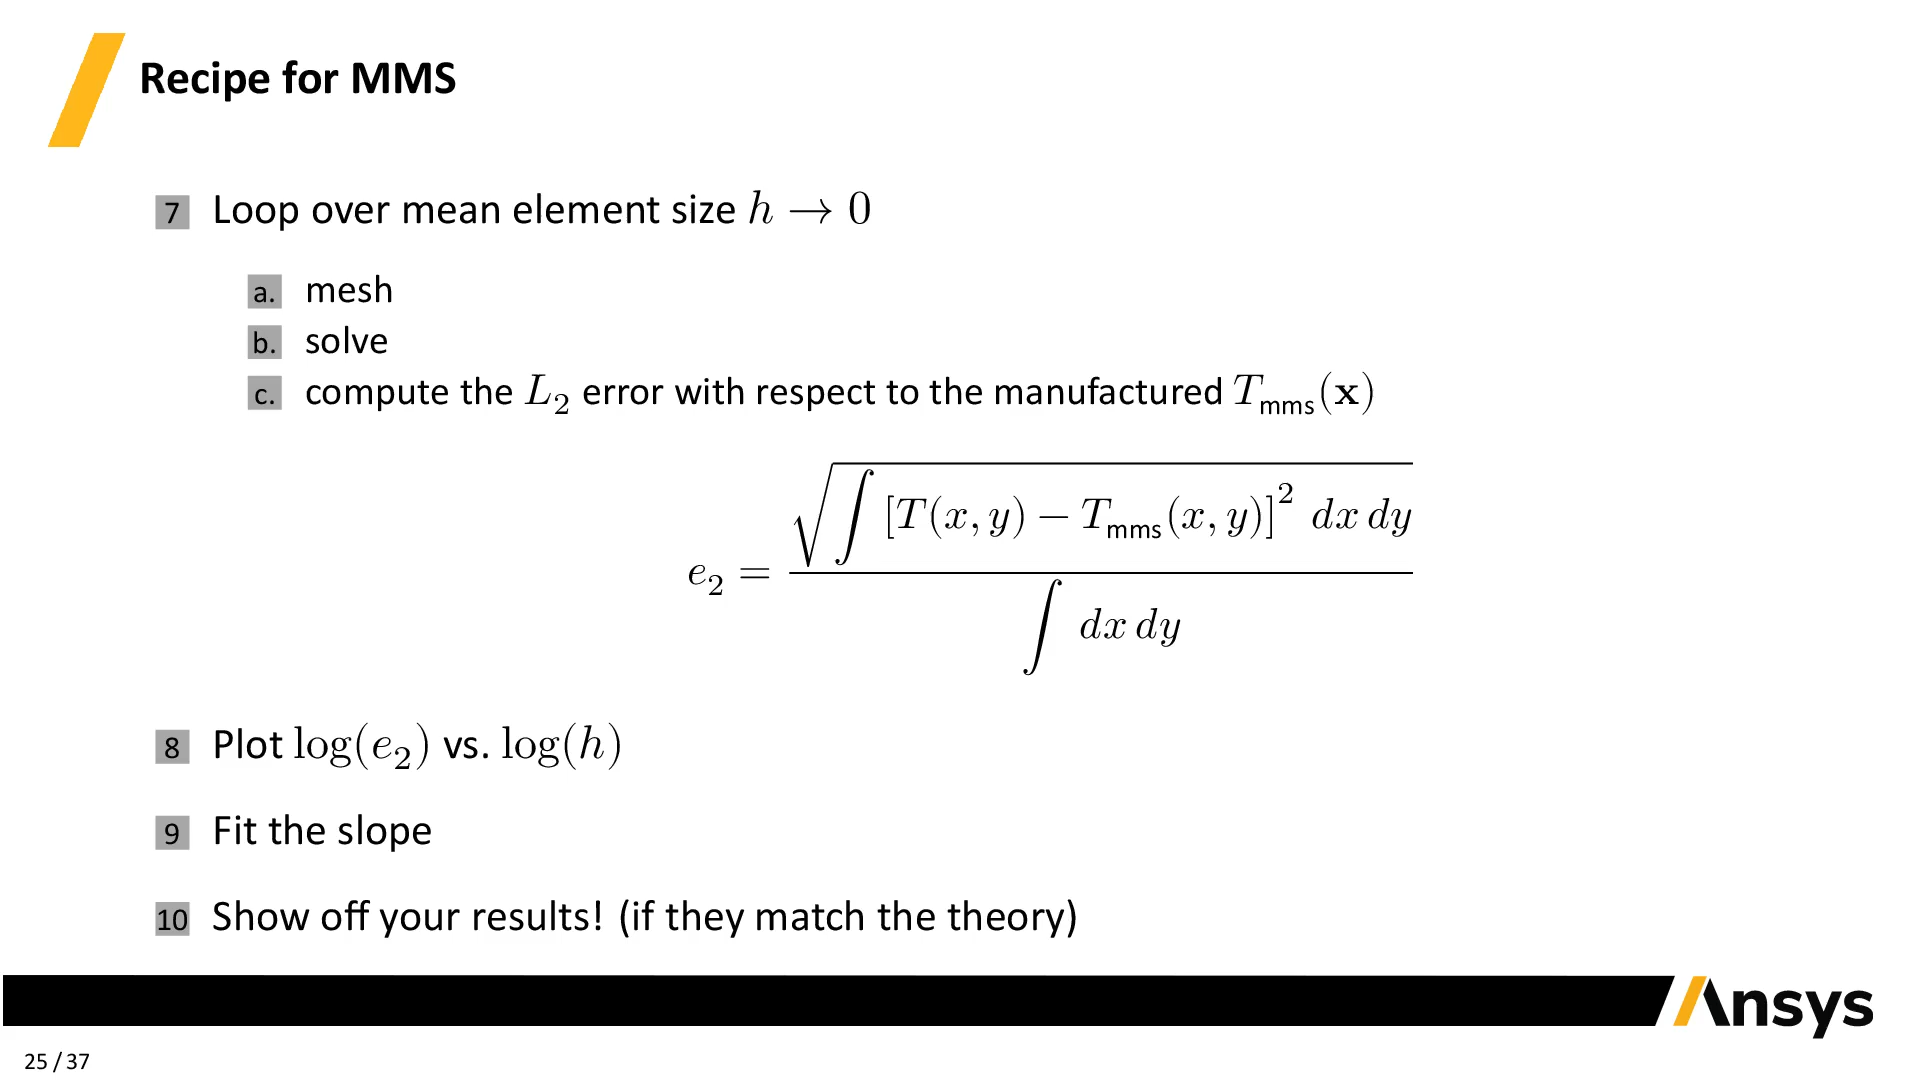 Recipe for MMS
7 Loop over mean element size h → 0
a. mesh
b. solve
c. compute the L₂ error with respect to the manufactured T_mms(𝐱)
e₂ = √(∫ [T(x, y) − T_mms(x, y)]² dx dy) / ∫ dx dy
8 Plot log(e₂) vs. log(h)
9 Fit the slope
10 Show off your results! (if they match the theory)
Ansys
25 / 37